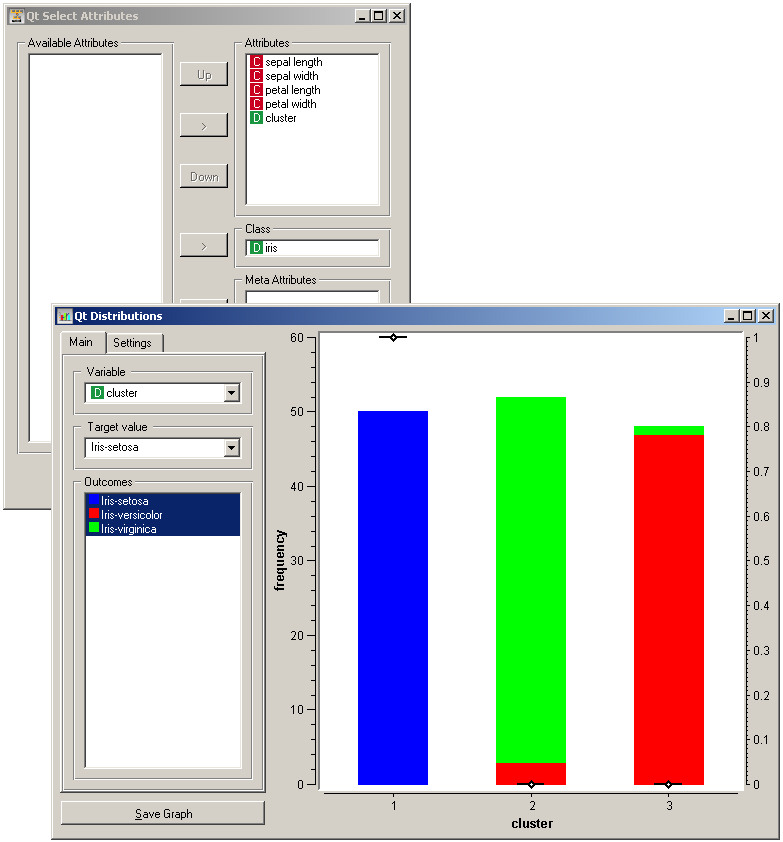 Qt Select Attributes
Available Attributes
Up
>
Down
>
Attributes
C sepal length
C sepal width
C petal length
C petal width
D cluster
Class
D iris
Meta Attributes
Qt Distributions
Main
Settings
Variable
D cluster
Target value
Iris-setosa
Outcomes
Iris-setosa
Iris-versicolor
Iris-virginica
Save Graph
frequency
60
50
40
30
20
10
0
1
0.9
0.8
0.7
0.6
0.5
0.4
0.3
0.2
0.1
0
1 2 3
cluster